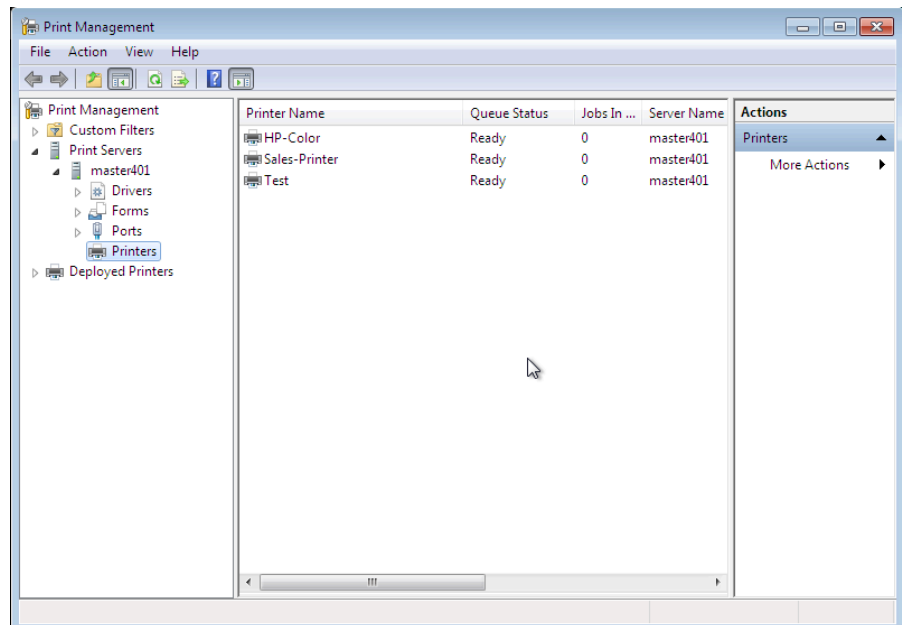 Print Management
File Action View Help
Print Management
Custom Filters
Print Servers
master401
Drivers
Forms
Ports
Printers
Deployed Printers
Printer Name Queue Status Jobs In ... Server Name
HP-Color Ready 0 master401
Sales-Printer Ready 0 master401
Test Ready 0 master401
Actions
Printers
More Actions